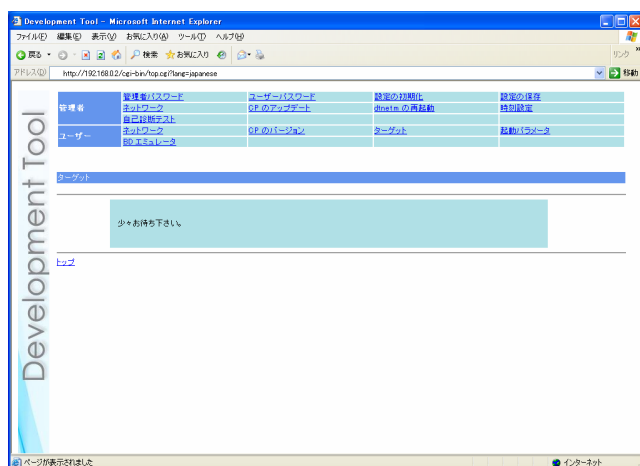 Development Tool - Microsoft Internet Explorer
ファイル(F) 編集(E) 表示(V) お気に入り(A) ツール(T) ヘルプ(H)
戻る 検索 お気に入り リンク
アドレス(D) http://192.168.0.2/cgi-bin/top.cgi?lang=japanese 移動
Development Tool
管理者 管理者パスワード ユーザーパスワード 設定の初期化 設定の保存
ネットワーク CP のアップデート dtnetm の再起動 時刻設定
自己診断テスト
ユーザー ネットワーク CP のバージョン ターゲット 起動パラメータ
BD エミュレータ
ターゲット
少々お待ち下さい。
トップ
ページが表示されました インターネット